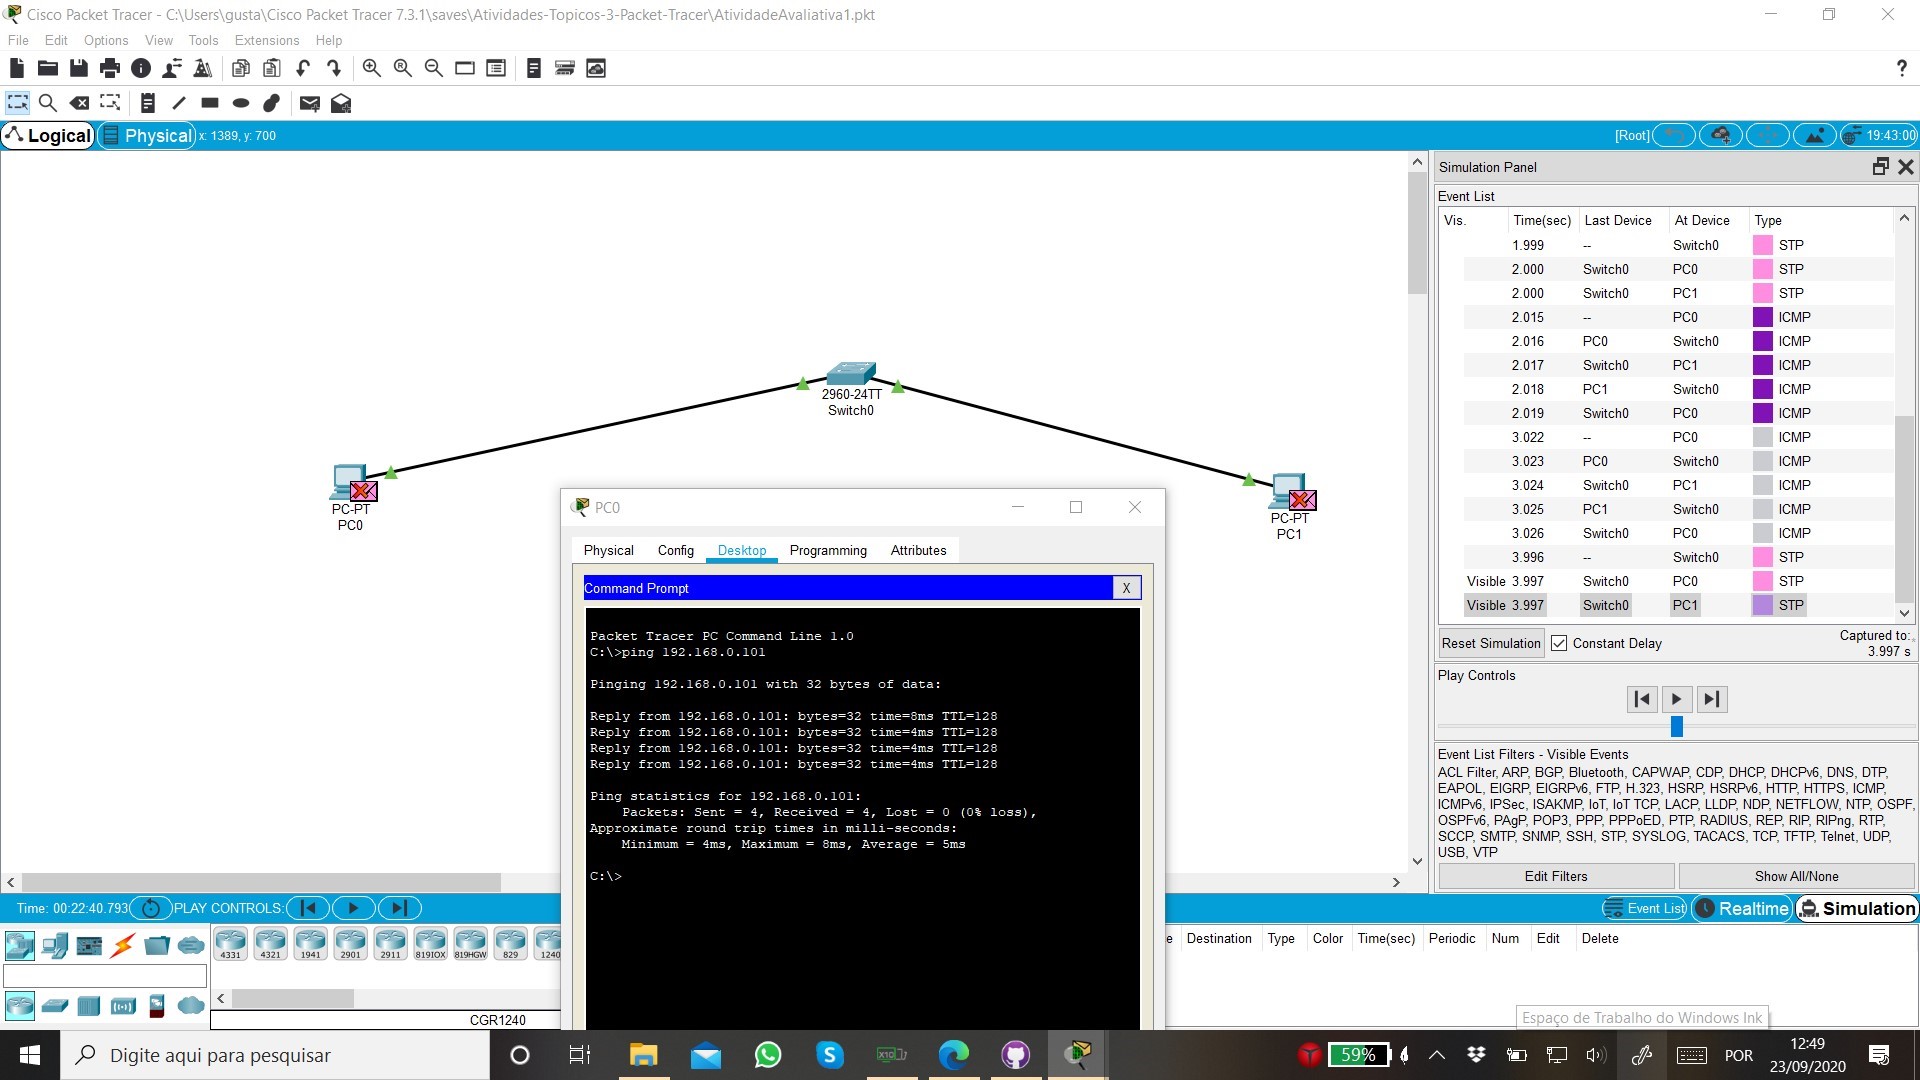 Cisco Packet Tracer - C:\Users\gusta\Cisco Packet Tracer 7.3.1\saves\Atividades-Topicos-3-Packet-Tracer\AtividadeAvaliativa1.pkt
File Edit Options View Tools Extensions Help
?
Logical Physical x: 1389, y: 700 [Root] 19:43:00
2960-24TT
Switch0
PC-PT
PC0
PC-PT
PC1
PC0
Physical Config Desktop Programming Attributes
Command Prompt X
Packet Tracer PC Command Line 1.0
C:\>ping 192.168.0.101
Pinging 192.168.0.101 with 32 bytes of data:
Reply from 192.168.0.101: bytes=32 time=8ms TTL=128
Reply from 192.168.0.101: bytes=32 time=4ms TTL=128
Reply from 192.168.0.101: bytes=32 time=4ms TTL=128
Reply from 192.168.0.101: bytes=32 time=4ms TTL=128
Ping statistics for 192.168.0.101:
Packets: Sent = 4, Received = 4, Lost = 0 (0% loss),
Approximate round trip times in milli-seconds:
Minimum = 4ms, Maximum = 8ms, Average = 5ms
C:\>
Simulation Panel
Event List
Vis. Time(sec) Last Device At Device Type
1.999 -- Switch0 STP
2.000 Switch0 PC0 STP
2.000 Switch0 PC1 STP
2.015 -- PC0 ICMP
2.016 PC0 Switch0 ICMP
2.017 Switch0 PC1 ICMP
2.018 PC1 Switch0 ICMP
2.019 Switch0 PC0 ICMP
3.022 -- PC0 ICMP
3.023 PC0 Switch0 ICMP
3.024 Switch0 PC1 ICMP
3.025 PC1 Switch0 ICMP
3.026 Switch0 PC0 ICMP
3.996 -- Switch0 STP
Visible 3.997 Switch0 PC0 STP
Visible 3.997 Switch0 PC1 STP
Reset Simulation Constant Delay Captured to:
3.997 s
Play Controls
Event List Filters - Visible Events
ACL Filter, ARP, BGP, Bluetooth, CAPWAP, CDP, DHCP, DHCPv6, DNS, DTP,
EAPOL, EIGRP, EIGRPv6, FTP, H.323, HSRP, HSRPv6, HTTP, HTTPS, ICMP,
ICMPv6, IPSec, ISAKMP, IoT, IoT TCP, LACP, LLDP, NDP, NETFLOW, NTP, OSPF,
OSPFv6, PAgP, POP3, PPP, PPPoED, PTP, RADIUS, REP, RIP, RIPng, RTP,
SCCP, SMTP, SNMP, SSH, STP, SYSLOG, TACACS, TCP, TFTP, Telnet, UDP,
USB, VTP
Edit Filters Show All/None
Time: 00:22:40.793 PLAY CONTROLS: Event List Realtime Simulation
4331 4321 1941 2901 2911 819IOX 819HGW 829 1240
CGR1240
e Destination Type Color Time(sec) Periodic Num Edit Delete
Espaço de Trabalho do Windows Ink
Digite aqui para pesquisar
59%
POR
12:49
23/09/2020